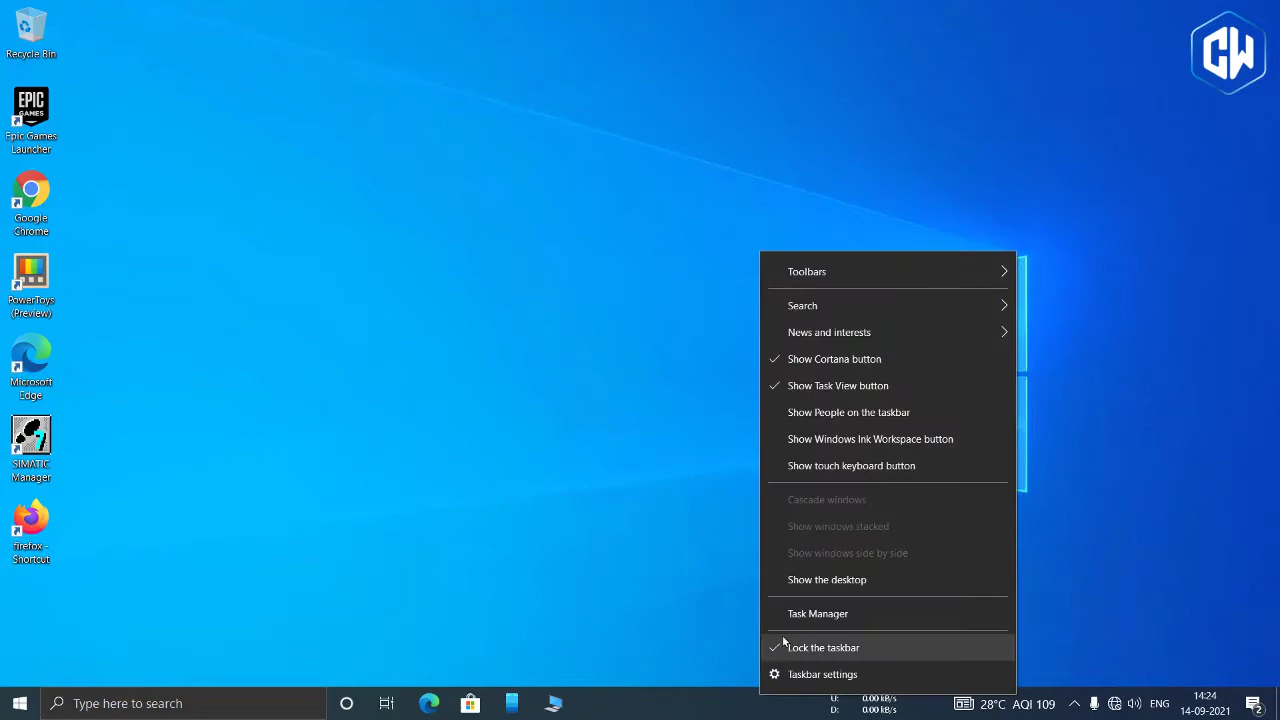 Recycle Bin
EPIC
GAMES
Epic Games
Launcher
Google
Chrome
PowerToys
(Preview)
Microsoft
Edge
7
SIMATIC
Manager
firefox -
Shortcut
CW
Toolbars
Search
News and interests
Show Cortana button
Show Task View button
Show People on the taskbar
Show Windows Ink Workspace button
Show touch keyboard button
Cascade windows
Show windows stacked
Show windows side by side
Show the desktop
Task Manager
Lock the taskbar
Taskbar settings
Type here to search
U: 0.00 kB/s
D: 0.00 kB/s
28°C AQI 109
ENG
14:24
14-09-2021
2